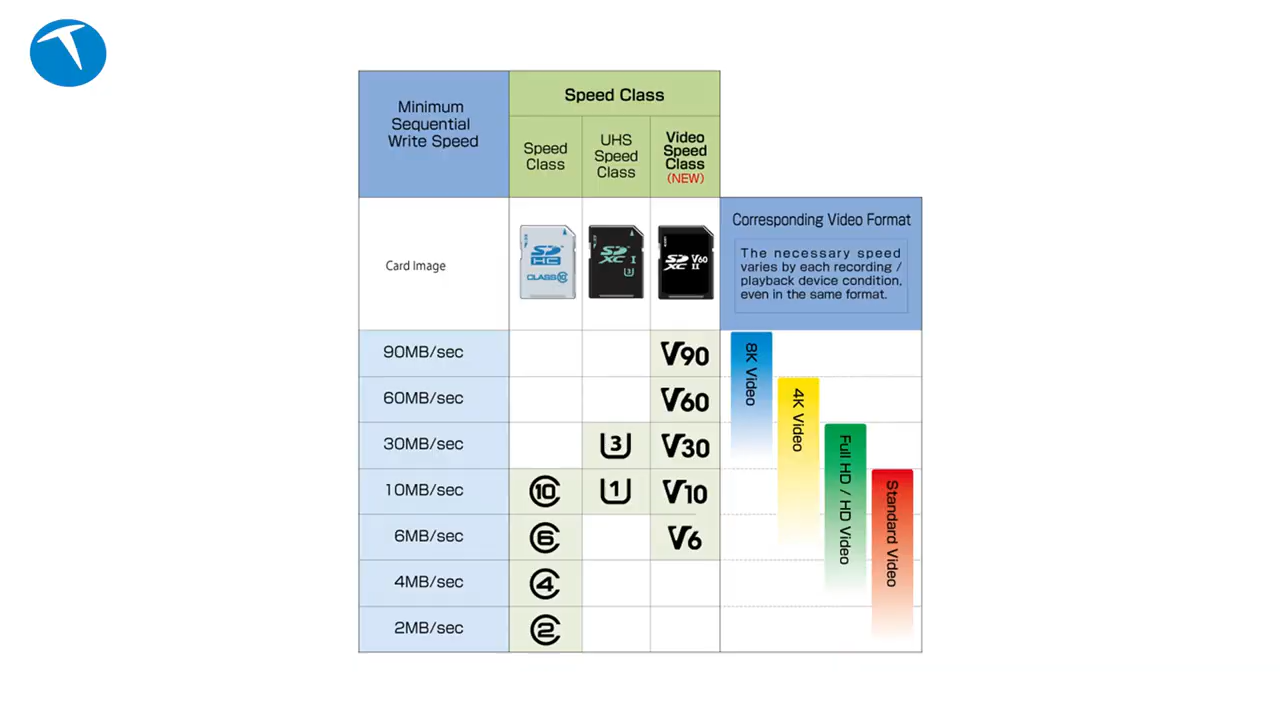 Minimum
Sequential
Write Speed
Speed Class
Speed
Class
UHS
Speed
Class
Video
Speed
Class
(NEW)
Card Image
SD
HC
CLASS10
SD
XC I
3
SD
XC II
V60
Corresponding Video Format
The necessary speed
varies by each recording /
playback device condition,
even in the same format.
90MB/sec
V90
60MB/sec
V60
30MB/sec
3
V30
10MB/sec
10
1
V10
6MB/sec
6
V6
4MB/sec
4
2MB/sec
2
8K Video
4K Video
Full HD / HD Video
Standard Video